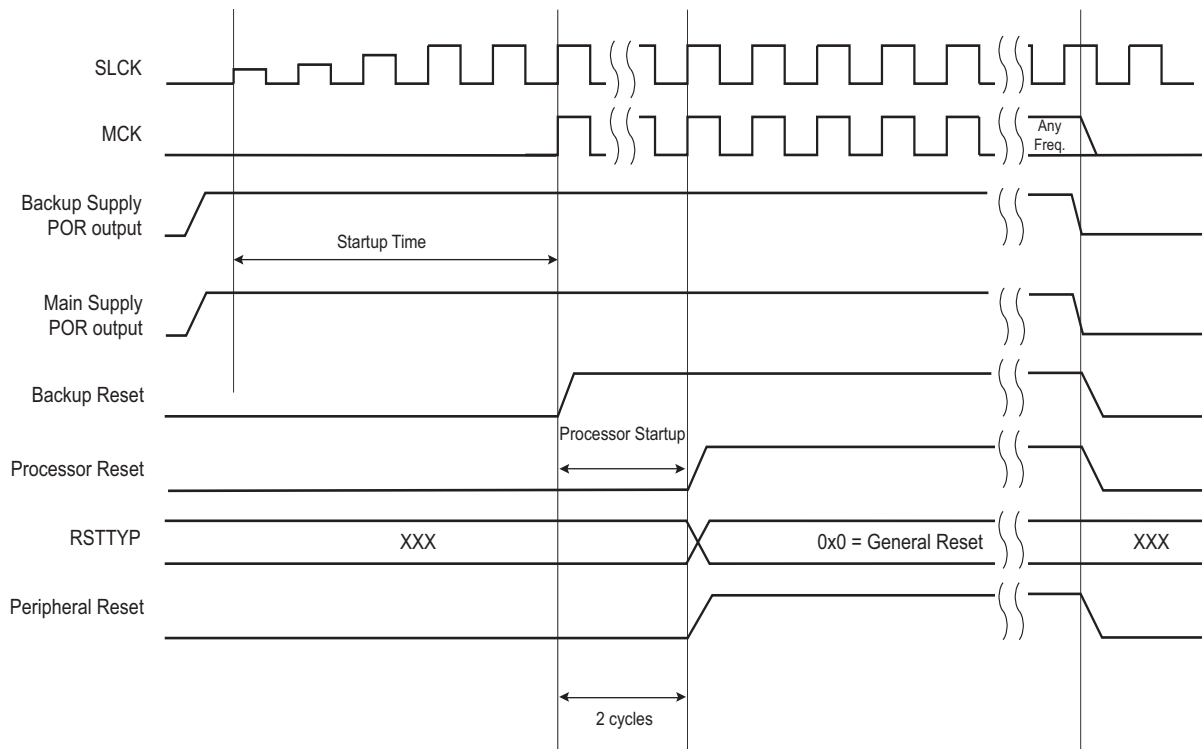 SLCK
MCK
Any
Freq.
Backup Supply
POR output
Startup Time
Main Supply
POR output
Backup Reset
Processor Startup
Processor Reset
RSTTYP
XXX
0x0 = General Reset
XXX
Peripheral Reset
2 cycles